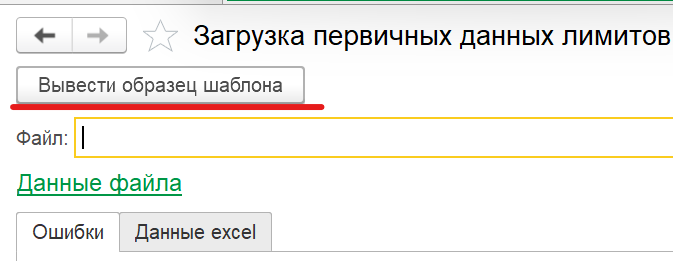 Загрузка первичных данных лимитов
Вывести образец шаблона
Файл:
Данные файла
Ошибки
Данные excel